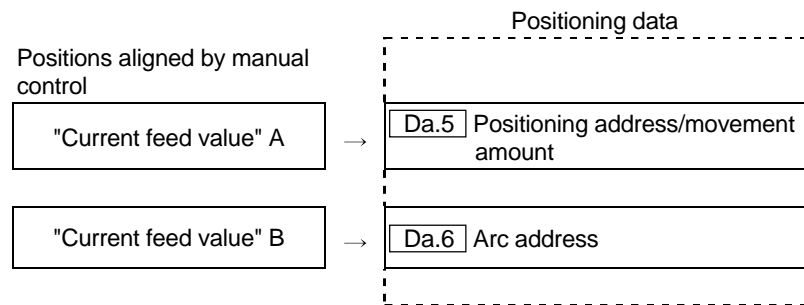 Positioning data
Positions aligned by manual
control
"Current feed value" A → Da.5 Positioning address/movement
amount
"Current feed value" B → Da.6 Arc address